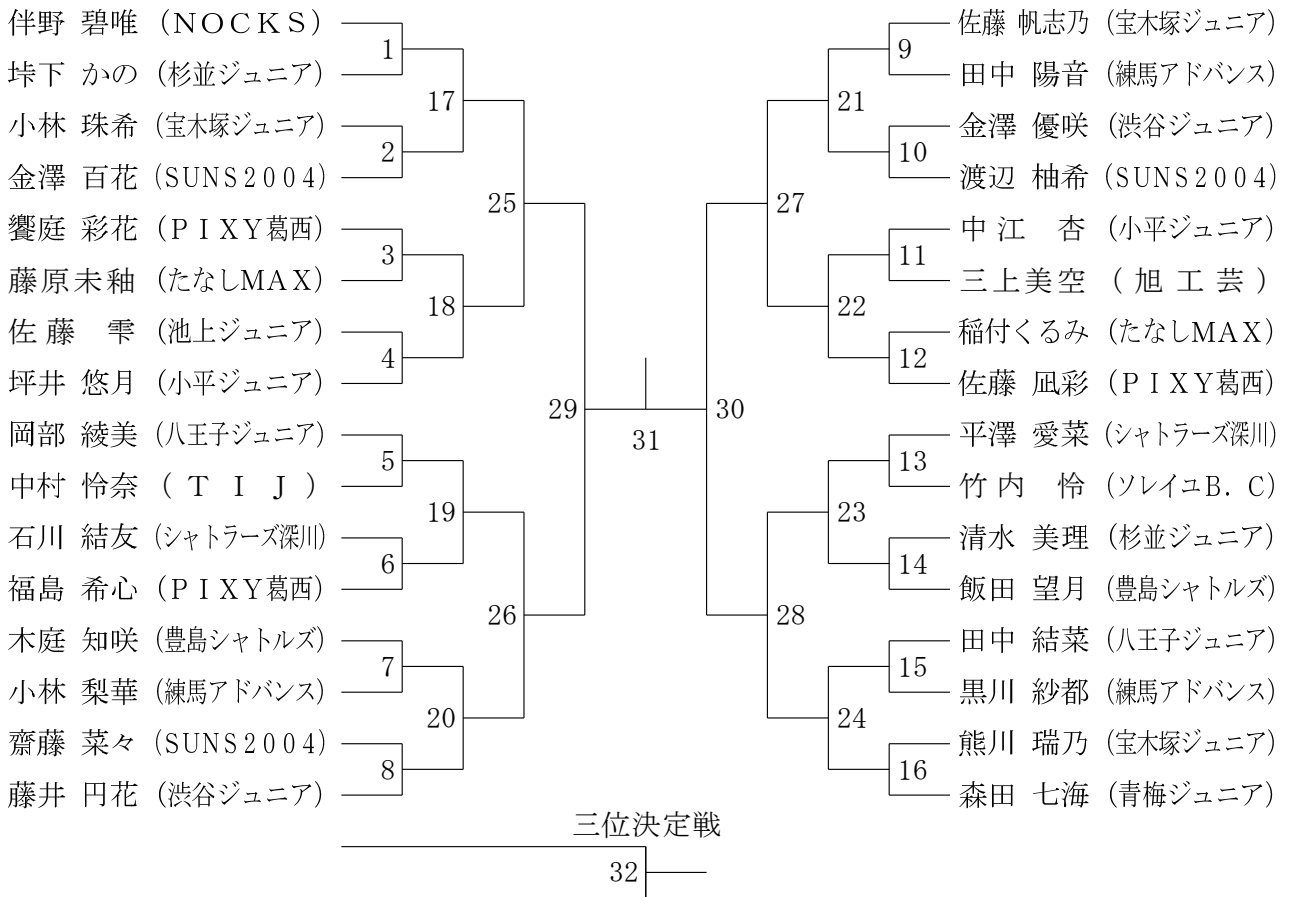 伴野 碧唯 (NOCKS)
垰下 かの (杉並ジュニア)
1
小林 珠希 (宝木塚ジュニア)
金澤 百花 (SUNS2004)
2
17
饗庭 彩花 (PIXY葛西)
藤原未釉 (たなしMAX)
3
佐藤 雫 (池上ジュニア)
坪井 悠月 (小平ジュニア)
4
18
25
岡部 綾美 (八王子ジュニア)
中村 怜奈 (TIJ)
5
石川 結友 (シャトラーズ深川)
福島 希心 (PIXY葛西)
6
19
木庭 知咲 (豊島シャトルズ)
小林 梨華 (練馬アドバンス)
7
齋藤 菜々 (SUNS2004)
藤井 円花 (渋谷ジュニア)
8
20
26
29
31
30
佐藤 帆志乃 (宝木塚ジュニア)
田中 陽音 (練馬アドバンス)
9
金澤 優咲 (渋谷ジュニア)
渡辺 柚希 (SUNS2004)
10
21
中江 杏 (小平ジュニア)
三上美空 (旭工芸)
11
稲付くるみ (たなしMAX)
佐藤 凪彩 (PIXY葛西)
12
22
27
平澤 愛菜 (シャトラーズ深川)
竹内 怜 (ソレイユB.C)
13
清水 美理 (杉並ジュニア)
飯田 望月 (豊島シャトルズ)
14
23
田中 結菜 (八王子ジュニア)
黒川 紗都 (練馬アドバンス)
15
熊川 瑞乃 (宝木塚ジュニア)
森田 七海 (青梅ジュニア)
16
24
28
三位決定戦
32